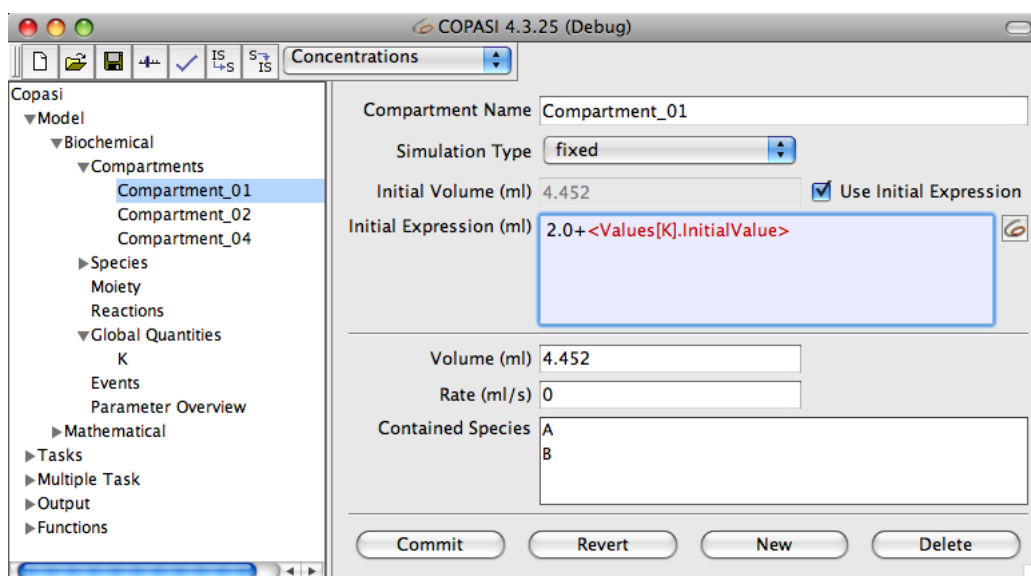 COPASI 4.3.25 (Debug)
IS S S IS Concentrations
Copasi
Model
Biochemical
Compartments
Compartment_01
Compartment_02
Compartment_04
Species
Moiety
Reactions
Global Quantities
K
Events
Parameter Overview
Mathematical
Tasks
Multiple Task
Output
Functions
Compartment Name Compartment_01
Simulation Type fixed
Initial Volume (ml) 4.452 Use Initial Expression
Initial Expression (ml) 2.0+<Values[K].InitialValue>
Volume (ml) 4.452
Rate (ml/s) 0
Contained Species A
B
Commit Revert New Delete